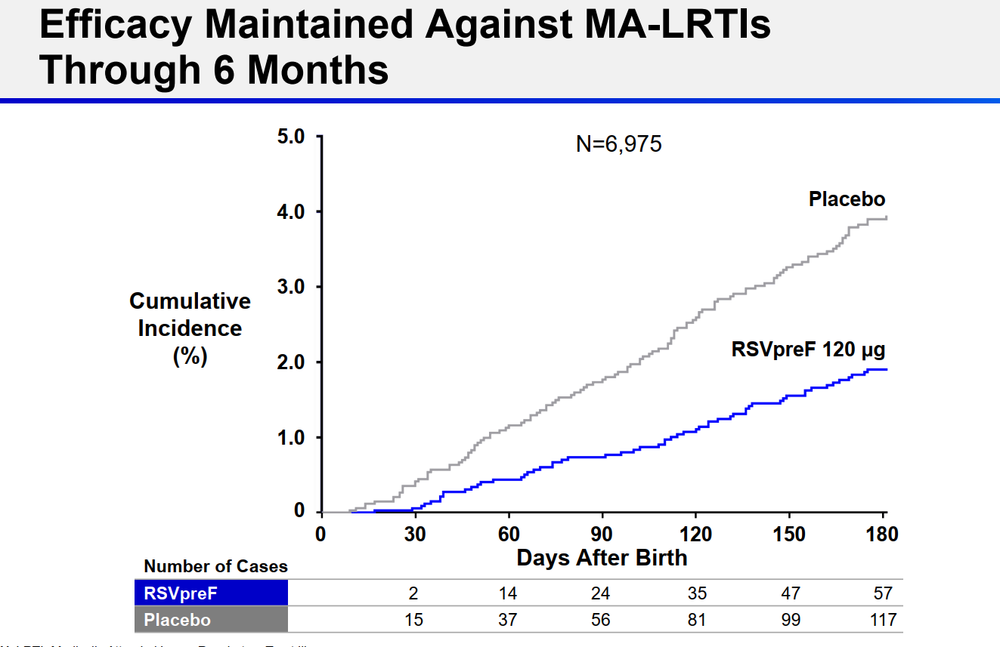 Efficacy Maintained Against MA-LRTIs
Through 6 Months
5.0
N=6,975
Placebo
4.0
3.0
Cumulative
Incidence
(%)
RSVpreF 120 µg
2.0
1.0
0
0 30 60 90 120 150 180
Days After Birth
Number of Cases
RSVpreF 2 14 24 35 47 57
Placebo 15 37 56 81 99 117